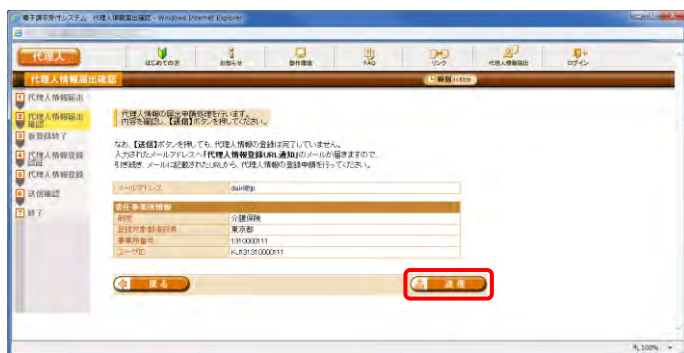 電子請求受付システム 代理人情報届出確認 - Windows Internet Explorer
代理人
はじめての方
お知らせ
動作環境
FAQ
リンク
代理人情報届出
ログイン
代理人情報届出確認
時刻
1 代理人情報届出
2 代理人情報届出確認
3 仮登録終了
4 代理人情報登録認証
5 代理人情報登録
6 送信確認
7 終了
代理人情報の届出申請処理を行います。
内容を確認し、【送信】ボタンを押してください。
なお、【送信】ボタンを押しても、代理人情報の登録は完了していません。
入力されたメールアドレスへ「代理人情報登録URL通知」のメールが届きますので、
引き続き、メールに記載されたURLから、代理人情報の登録申請を行ってください。
メールアドレス
委任事業所情報
制度 介護保険
登録対象都道府県 東京都
事業所番号 1310000111
ユーザID KJ131310000111
戻る
送信
100%